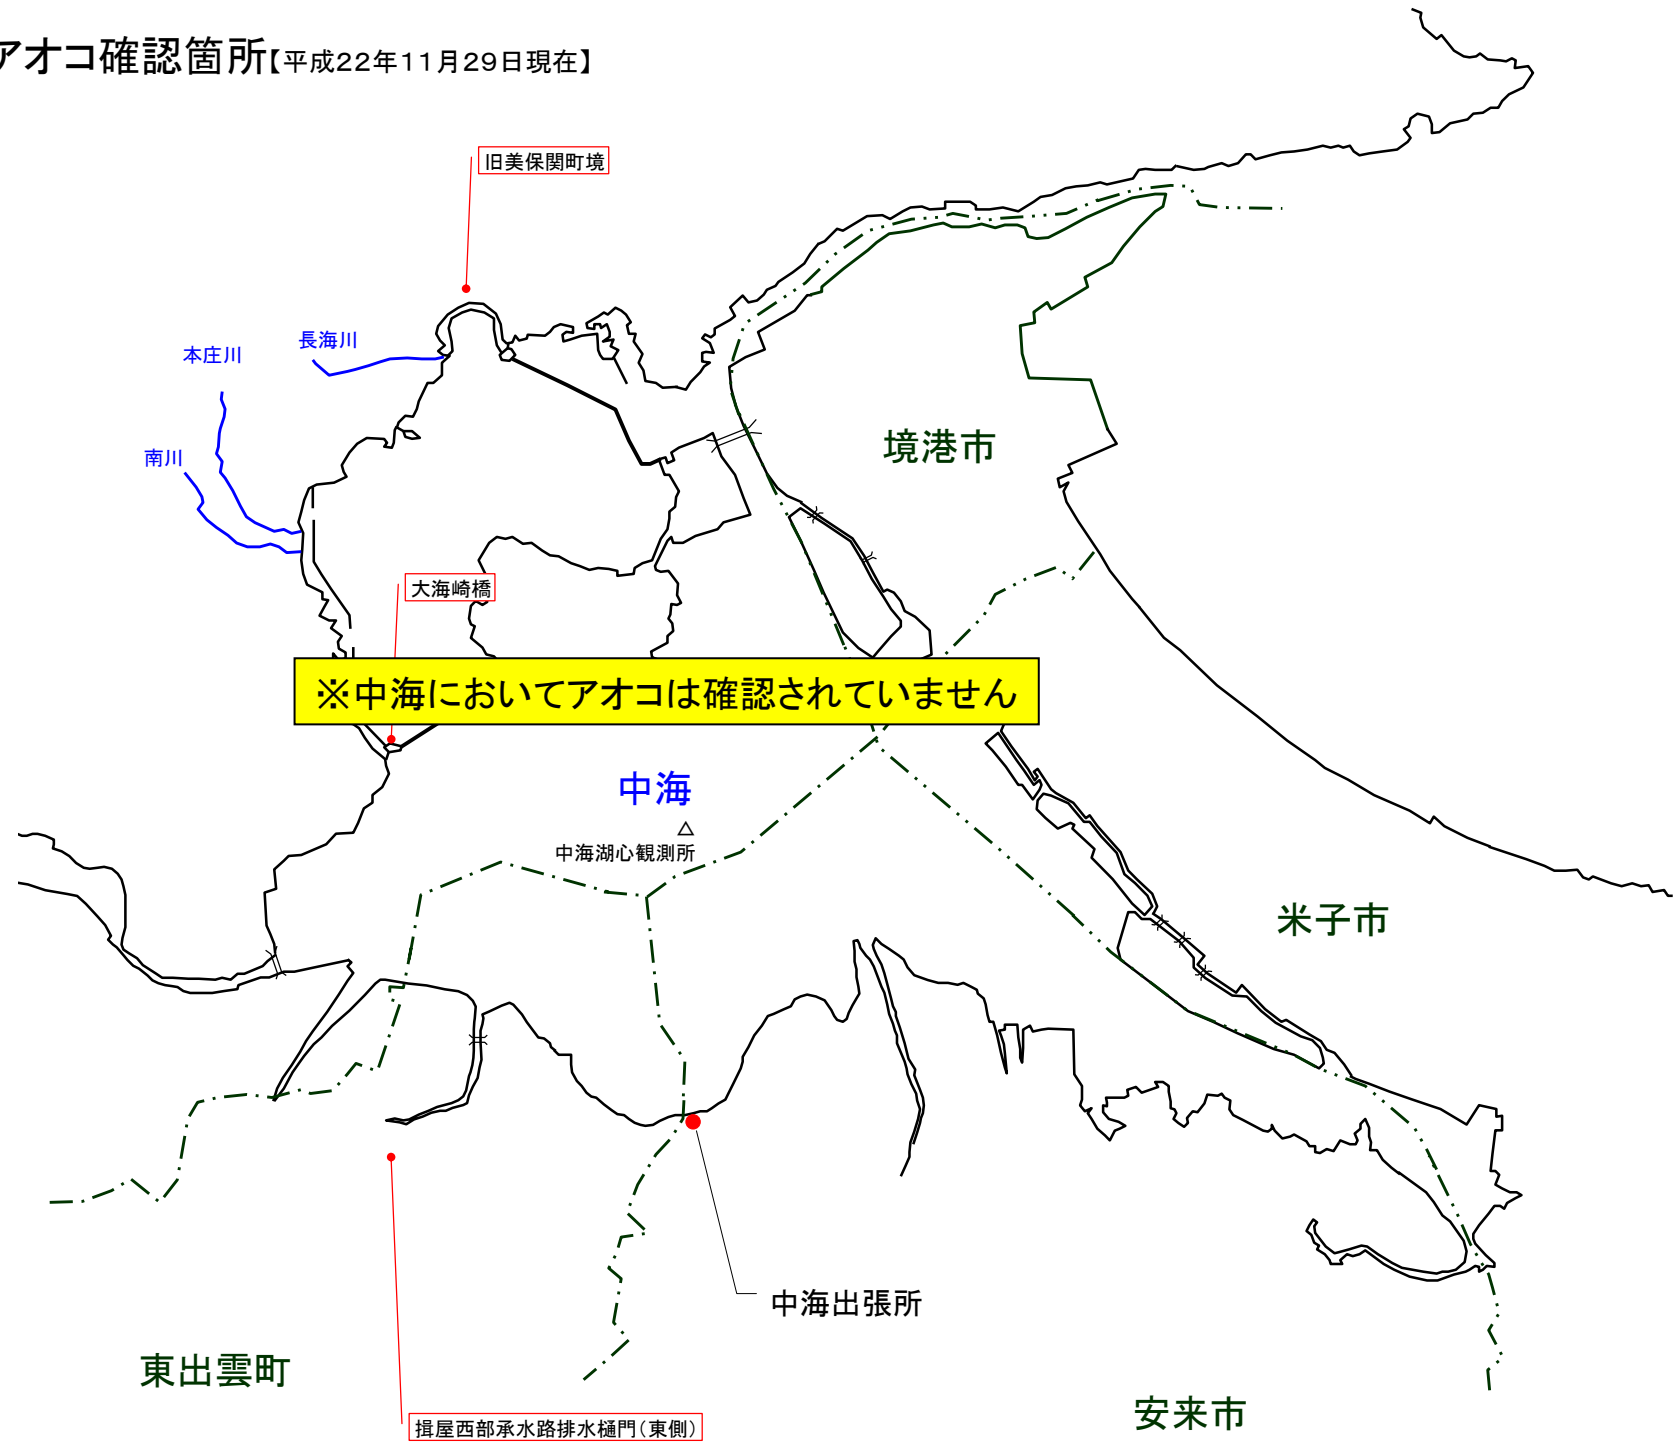 アオコ確認箇所【平成22年11月29日現在】
旧美保関町境
長海川
本庄川
境港市
南川
大海崎橋
※中海においてアオコは確認されていません
中海
中海湖心観測所
米子市
中海出張所
東出雲町
安来市
揖屋西部承水路排水樋門(東側)